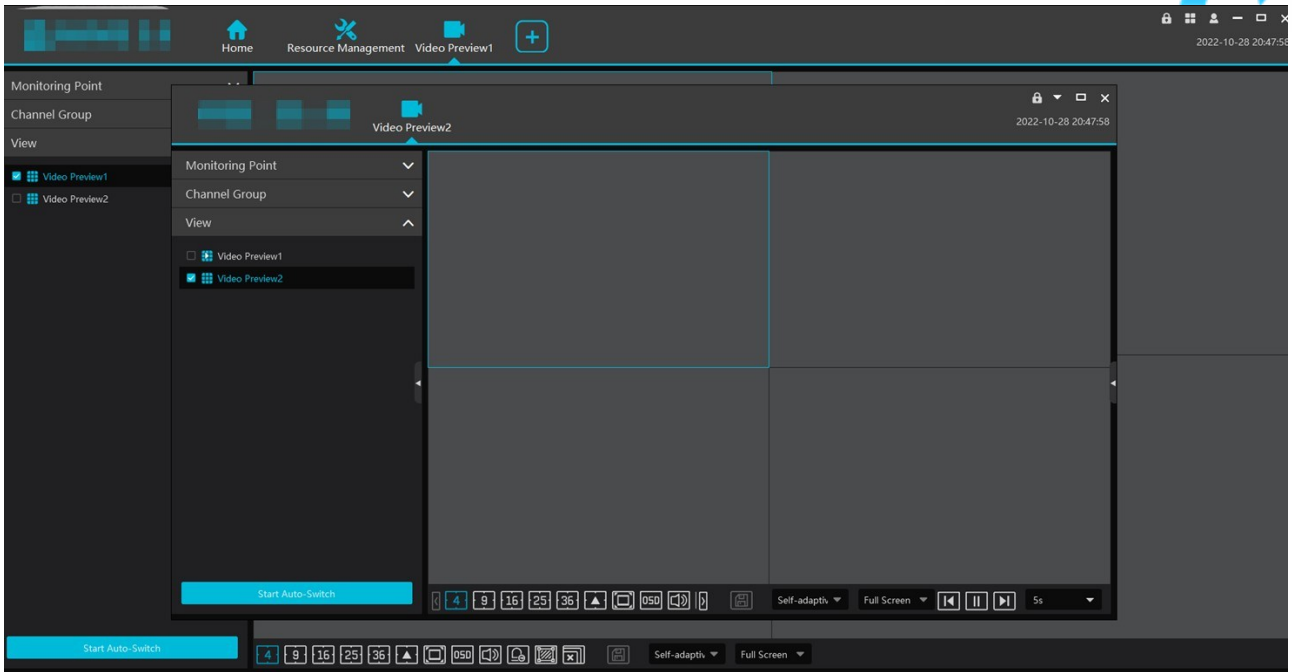 Home
Resource Management
Video Preview1
2022-10-28 20:47:58
Monitoring Point
Channel Group
View
Video Preview1
Video Preview2
Start Auto-Switch
Video Preview2
2022-10-28 20:47:58
Monitoring Point
Channel Group
View
Video Preview1
Video Preview2
Start Auto-Switch
4 9 16 25 36 OSD Self-adaptiv Full Screen 5s
4 9 16 25 36 OSD Self-adaptiv Full Screen